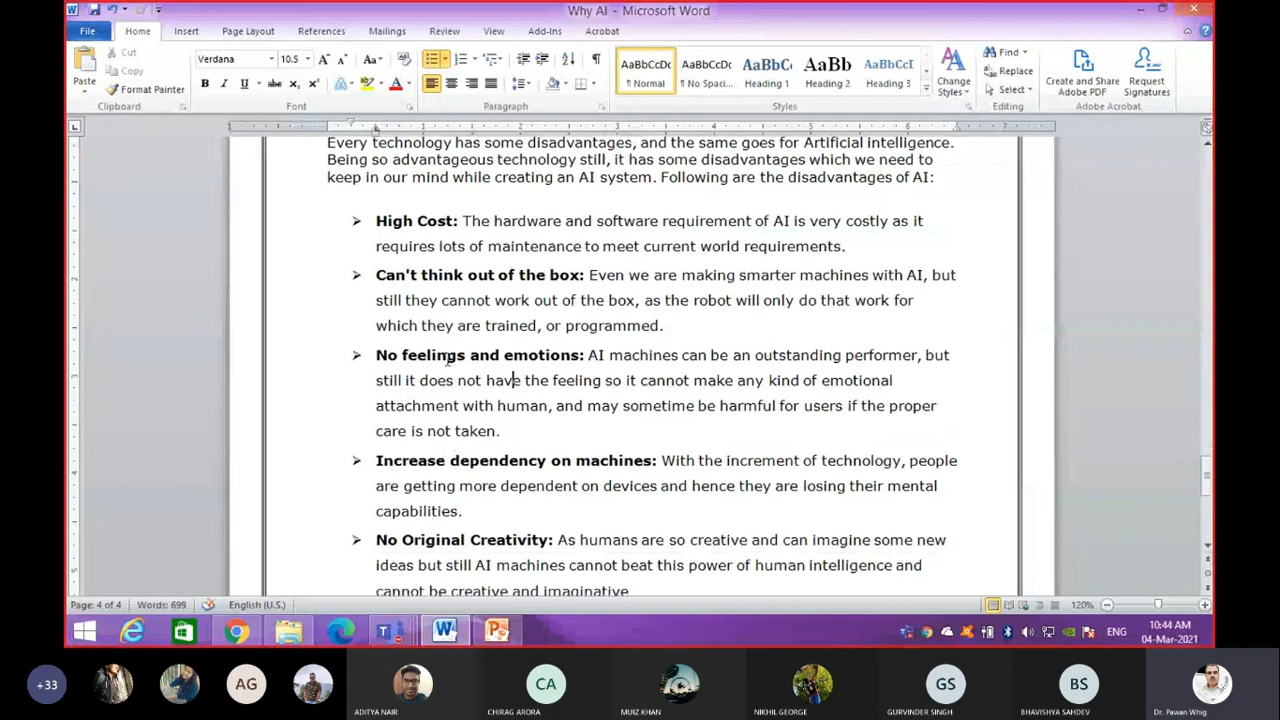 Why AI - Microsoft Word
File Home Insert Page Layout References Mailings Review View Add-Ins Acrobat
Cut
Copy
Format Painter
Paste
Clipboard
Verdana 10.5
Font
Paragraph
AaBbCcDc AaBbCcDc AaBbC AaBb AaBbCcI
¶ Normal ¶ No Spaci... Heading 1 Heading 2 Heading 3
Change Styles
Styles
Find
Replace
Select
Editing
Create and Share Adobe PDF
Request Signatures
Adobe Acrobat
Every technology has some disadvantages, and the same goes for Artificial intelligence.
Being so advantageous technology still, it has some disadvantages which we need to
keep in our mind while creating an AI system. Following are the disadvantages of AI:
High Cost: The hardware and software requirement of AI is very costly as it
requires lots of maintenance to meet current world requirements.
Can't think out of the box: Even we are making smarter machines with AI, but
still they cannot work out of the box, as the robot will only do that work for
which they are trained, or programmed.
No feelings and emotions: AI machines can be an outstanding performer, but
still it does not have the feeling so it cannot make any kind of emotional
attachment with human, and may sometime be harmful for users if the proper
care is not taken.
Increase dependency on machines: With the increment of technology, people
are getting more dependent on devices and hence they are losing their mental
capabilities.
No Original Creativity: As humans are so creative and can imagine some new
ideas but still AI machines cannot beat this power of human intelligence and
cannot be creative and imaginative
Page: 4 of 4 Words: 699 English (U.S.) 120%
ENG
10:44 AM
04-Mar-2021
+33 AG CA GS BS
ADITYA NAIR CHIRAG ARORA MUIZ KHAN NIKHIL GEORGE GURVINDER SINGH BHAVISHYA SAHDEV Dr. Pawan Whig